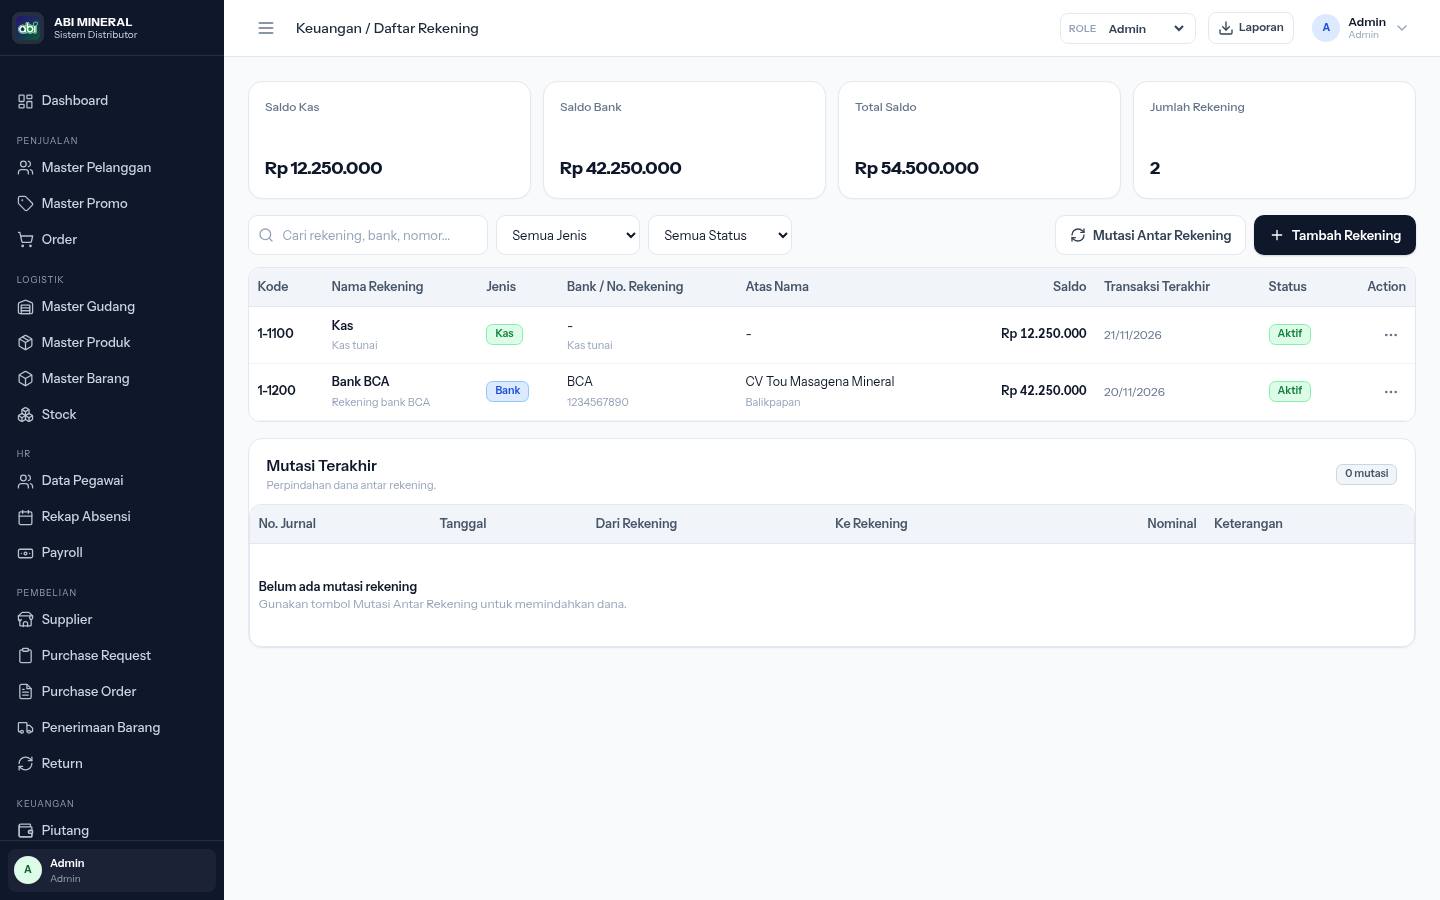 abi
ABI MINERAL
Sistem Distributor
Dashboard
PENJUALAN
Master Pelanggan
Master Promo
Order
LOGISTIK
Master Gudang
Master Produk
Master Barang
Stock
HR
Data Pegawai
Rekap Absensi
Payroll
PEMBELIAN
Supplier
Purchase Request
Purchase Order
Penerimaan Barang
Return
KEUANGAN
Piutang
A
Admin
Admin
Keuangan / Daftar Rekening
ROLE Admin
Laporan
A
Admin
Admin
Saldo Kas
Rp 12.250.000
Saldo Bank
Rp 42.250.000
Total Saldo
Rp 54.500.000
Jumlah Rekening
2
Cari rekening, bank, nomor...
Semua Jenis
Semua Status
Mutasi Antar Rekening
+ Tambah Rekening
Kode Nama Rekening Jenis Bank / No. Rekening Atas Nama Saldo Transaksi Terakhir Status Action
1-1100 Kas Kas - - Rp 12.250.000 21/11/2026 Aktif ...
Kas tunai Kas tunai
1-1200 Bank BCA Bank BCA CV Tou Masagena Mineral Rp 42.250.000 20/11/2026 Aktif ...
Rekening bank BCA 1234567890 Balikpapan
Mutasi Terakhir
Perpindahan dana antar rekening.
0 mutasi
No. Jurnal Tanggal Dari Rekening Ke Rekening Nominal Keterangan
Belum ada mutasi rekening
Gunakan tombol Mutasi Antar Rekening untuk memindahkan dana.